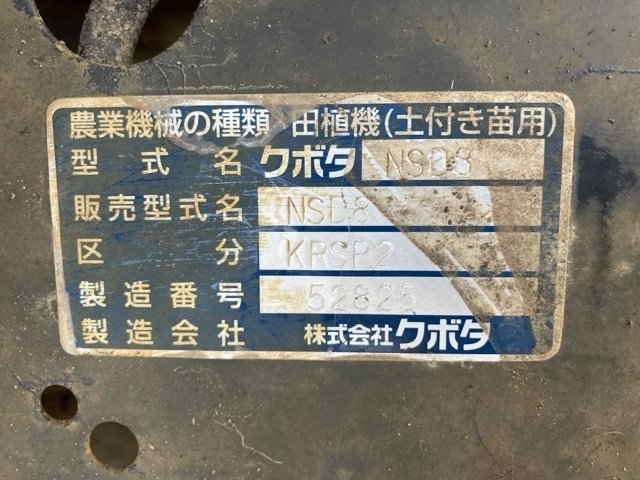 農業機械の種類 田植機(土付き苗用)
型式名 クボタ NSD8
販売型式名 NSD8
区分 KRSP2
製造番号 52825
製造会社 株式会社クボタ